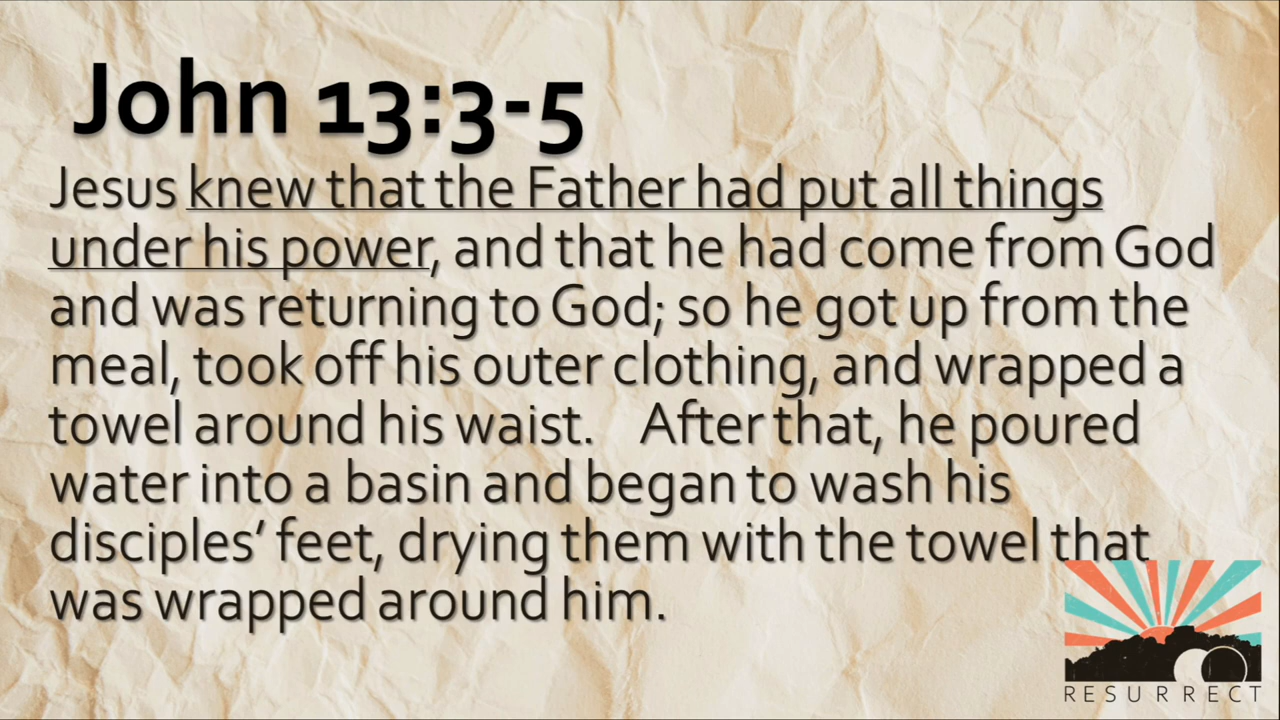 John 13:3-5
Jesus knew that the Father had put all things
under his power, and that he had come from God
and was returning to God; so he got up from the
meal, took off his outer clothing, and wrapped a
towel around his waist. After that, he poured
water into a basin and began to wash his
disciples’ feet, drying them with the towel that
was wrapped around him.
RESURRECT